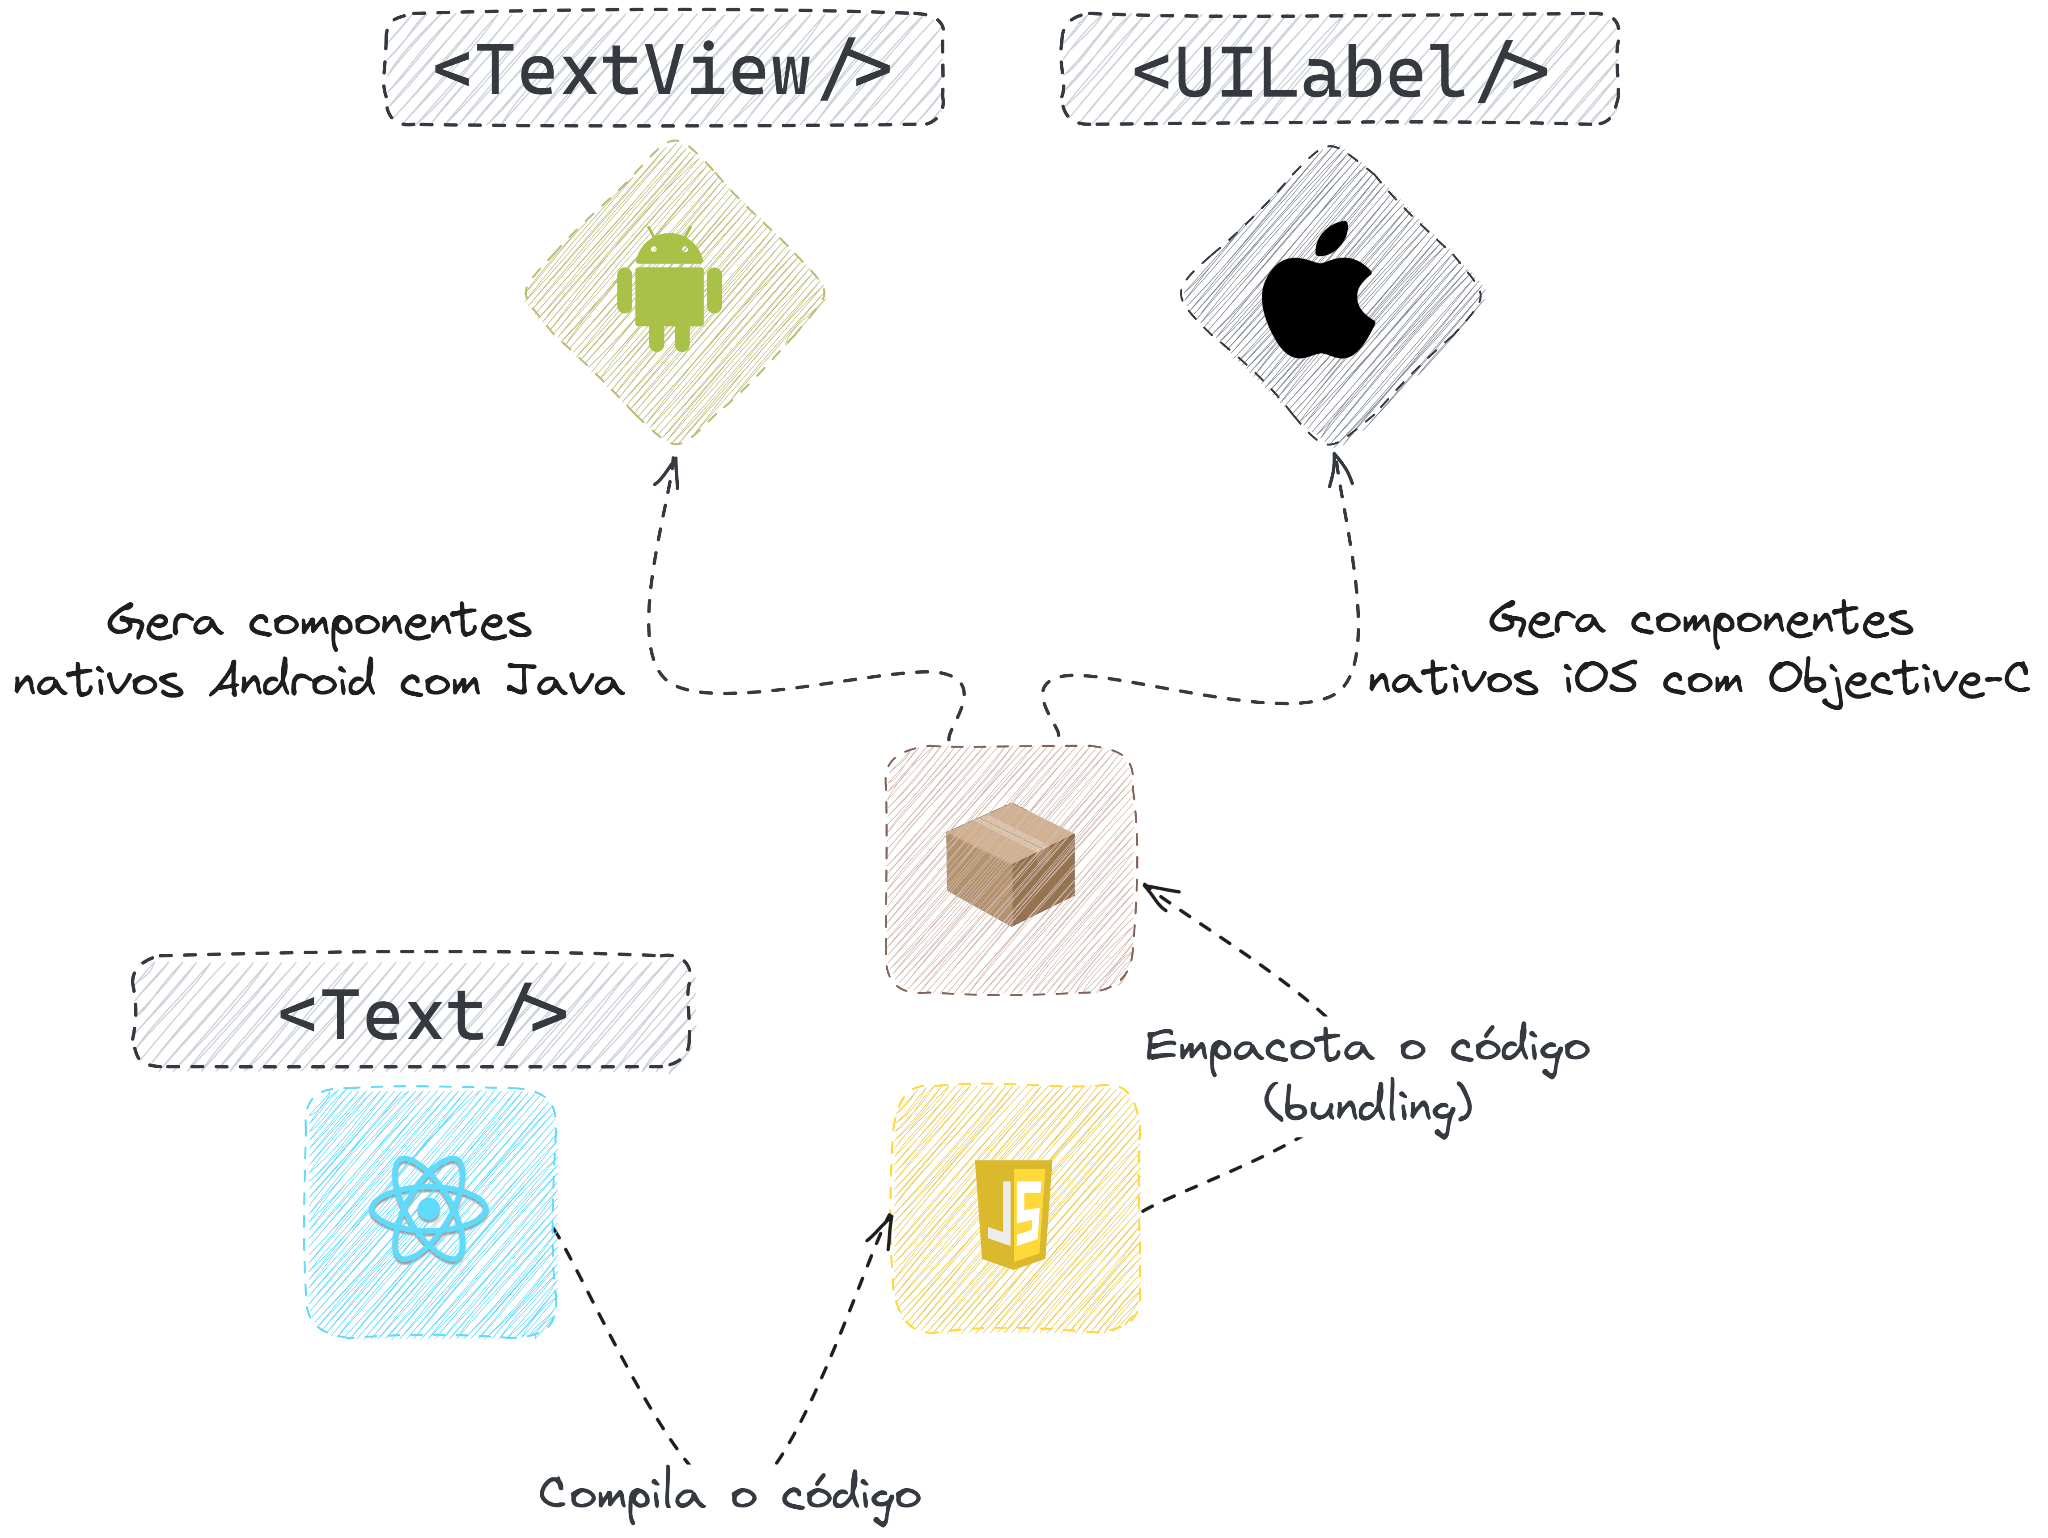 <TextView/>
<UILabel/>
Gera componentes
nativos Android com Java
Gera componentes
nativos iOS com Objective-C
<Text/>
Empacota o código
(bundling)
JS
Compila o código